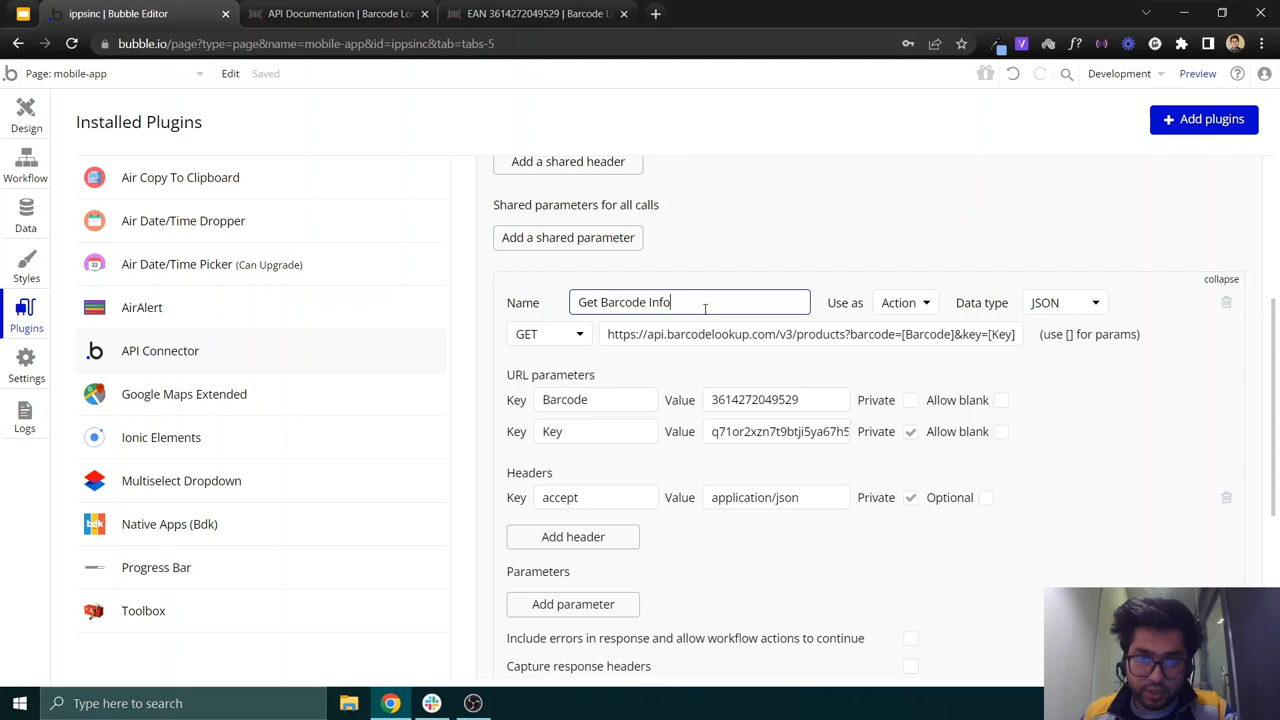 ippsinc | Bubble Editor
API Documentation | Barcode Lo
EAN 3614272049529 | Barcode L
bubble.io/page?type=page&name=mobile-app&id=ippsinc&tab=tabs-5
Page: mobile-app
Edit
Saved
Development
Preview
Design
Workflow
Data
Styles
Plugins
Settings
Logs
Installed Plugins
Add plugins
Air Copy To Clipboard
Air Date/Time Dropper
Air Date/Time Picker (Can Upgrade)
AirAlert
API Connector
Google Maps Extended
Ionic Elements
Multiselect Dropdown
Native Apps (Bdk)
Progress Bar
Toolbox
Add a shared header
Shared parameters for all calls
Add a shared parameter
collapse
Name Get Barcode Info Use as Action Data type JSON
GET https://api.barcodelookup.com/v3/products?barcode=[Barcode]&key=[Key] (use [] for params)
URL parameters
Key Barcode Value 3614272049529 Private Allow blank
Key Key Value q71or2xzn7t9btji5ya67h5 Private Allow blank
Headers
Key accept Value application/json Private Optional
Add header
Parameters
Add parameter
Include errors in response and allow workflow actions to continue
Capture response headers
Type here to search